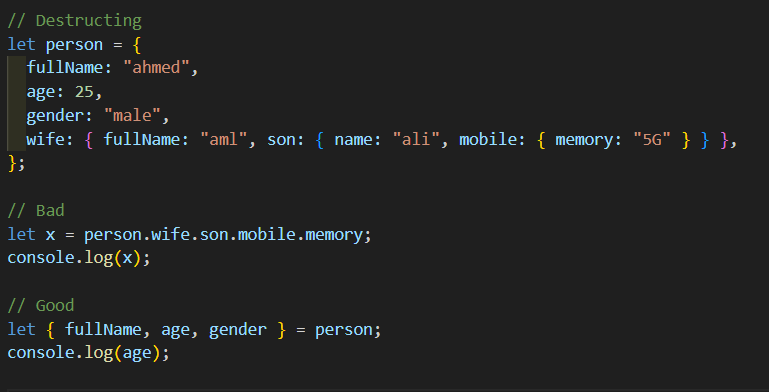 // Destructing
let person = {
  fullName: "ahmed",
  age: 25,
  gender: "male",
  wife: { fullName: "aml", son: { name: "ali", mobile: { memory: "5G" } } },
};

// Bad
let x = person.wife.son.mobile.memory;
console.log(x);

// Good
let { fullName, age, gender } = person;
console.log(age);